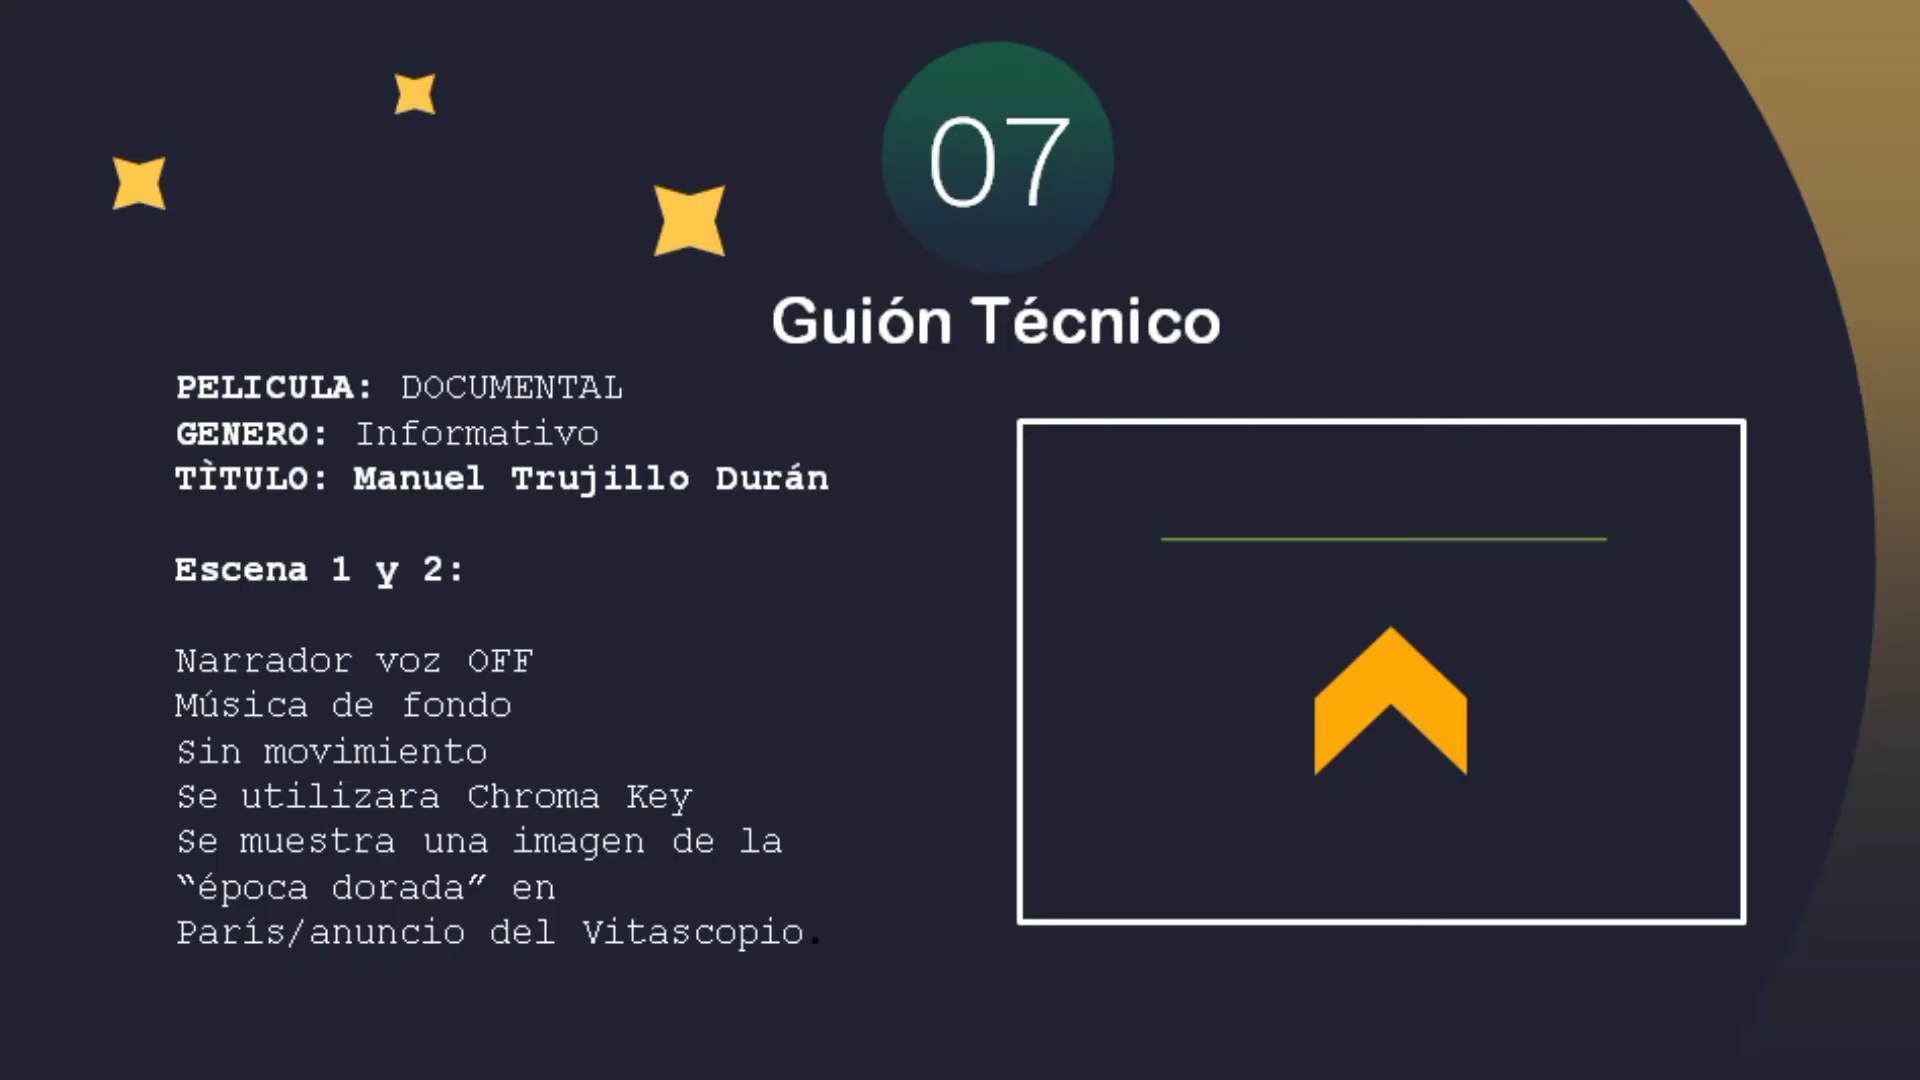 07
Guión Técnico
PELICULA: DOCUMENTAL
GENERO: Informativo
TÌTULO: Manuel Trujillo Durán
Escena 1 y 2:
Narrador voz OFF
Música de fondo
Sin movimiento
Se utilizara Chroma Key
Se muestra una imagen de la
“época dorada” en
París/anuncio del Vitascopio.